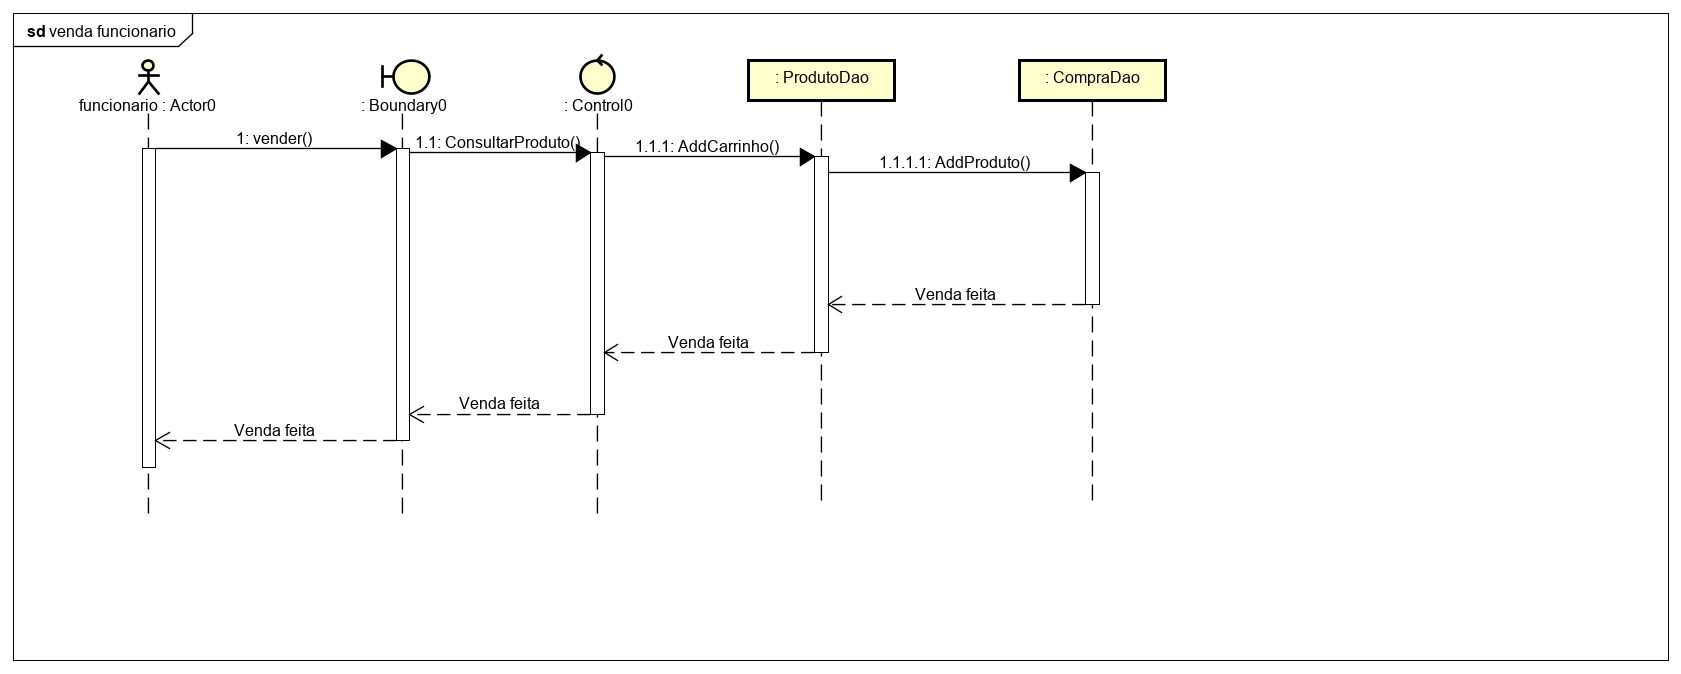 sd venda funcionario
funcionario : Actor0
: Boundary0
: Control0
: ProdutoDao
: CompraDao
1: vender()
1.1: ConsultarProduto()
1.1.1: AddCarrinho()
1.1.1.1: AddProduto()
Venda feita
Venda feita
Venda feita
Venda feita